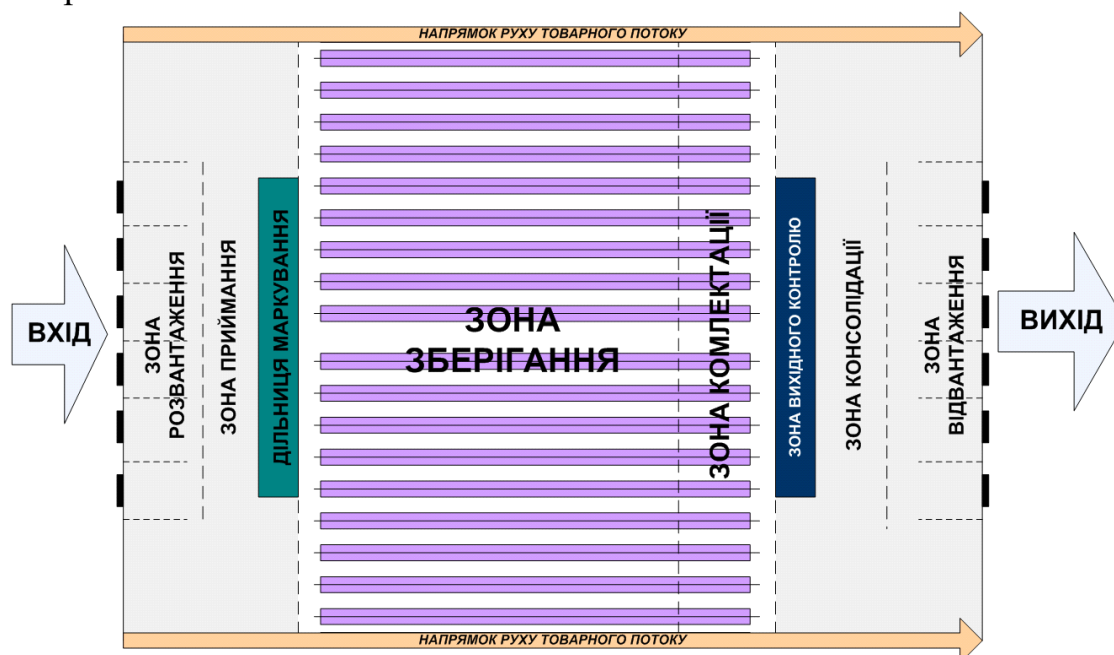 НАПРЯМОК РУХУ ТОВАРНОГО ПОТОКУ
ВХІД
ЗОНА
РОЗВАНТАЖЕННЯ
ЗОНА ПРИЙМАННЯ
ДІЛЬНИЦЯ МАРКУВАННЯ
ЗОНА
ЗБЕРІГАННЯ
ЗОНА КОМЛЕКТАЦІЇ
ЗОНА ВИХІДНОГО КОНТРОЛЮ
ЗОНА КОНСОЛІДАЦІЇ
ЗОНА
ВІДВАНТАЖЕННЯ
ВИХІД
НАПРЯМОК РУХУ ТОВАРНОГО ПОТОКУ